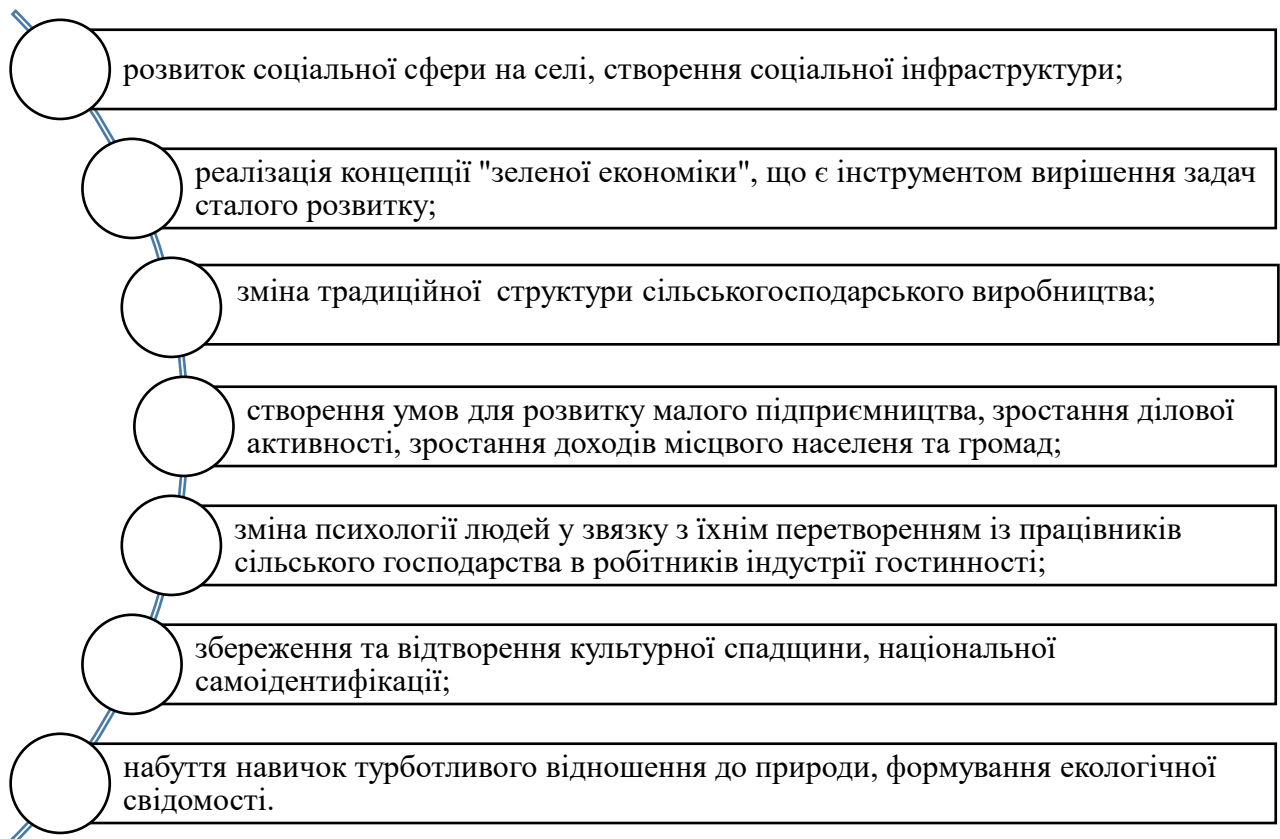 розвиток соціальної сфери на селі, створення соціальної інфраструктури;
реалізація концепції "зеленої економіки", що є інструментом вирішення задач
сталого розвитку;
зміна традиційної  структури сільськогосподарського виробництва;
створення умов для розвитку малого підприємництва, зростання ділової
активності, зростання доходів місцвого населеня та громад;
зміна психології людей у звязку з їхнім перетворенням із працівників
сільського господарства в робітників індустрії гостинності;
збереження та відтворення культурної спадщини, національної
самоідентифікації;
набуття навичок турботливого відношення до природи, формування екологічної
свідомості.